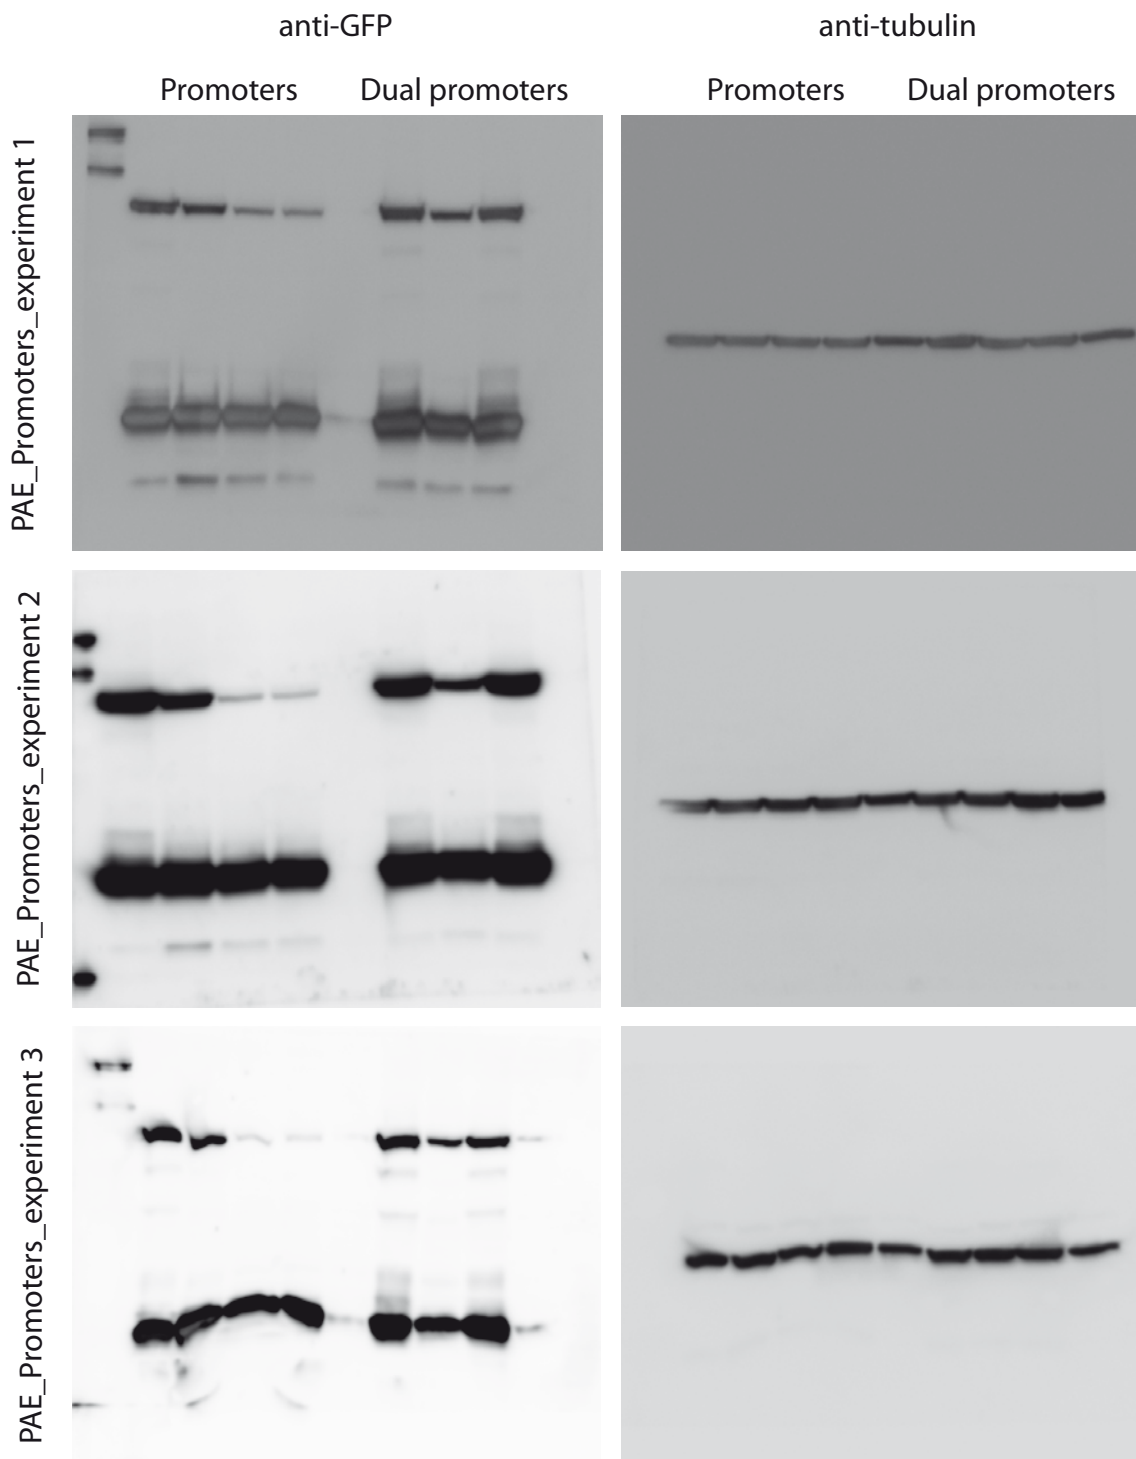 anti-GFP
anti-tubulin
Promoters
Dual promoters
Promoters
Dual promoters
PAE_Promoters_experiment 1
PAE_Promoters_experiment 2
PAE_Promoters_experiment 3